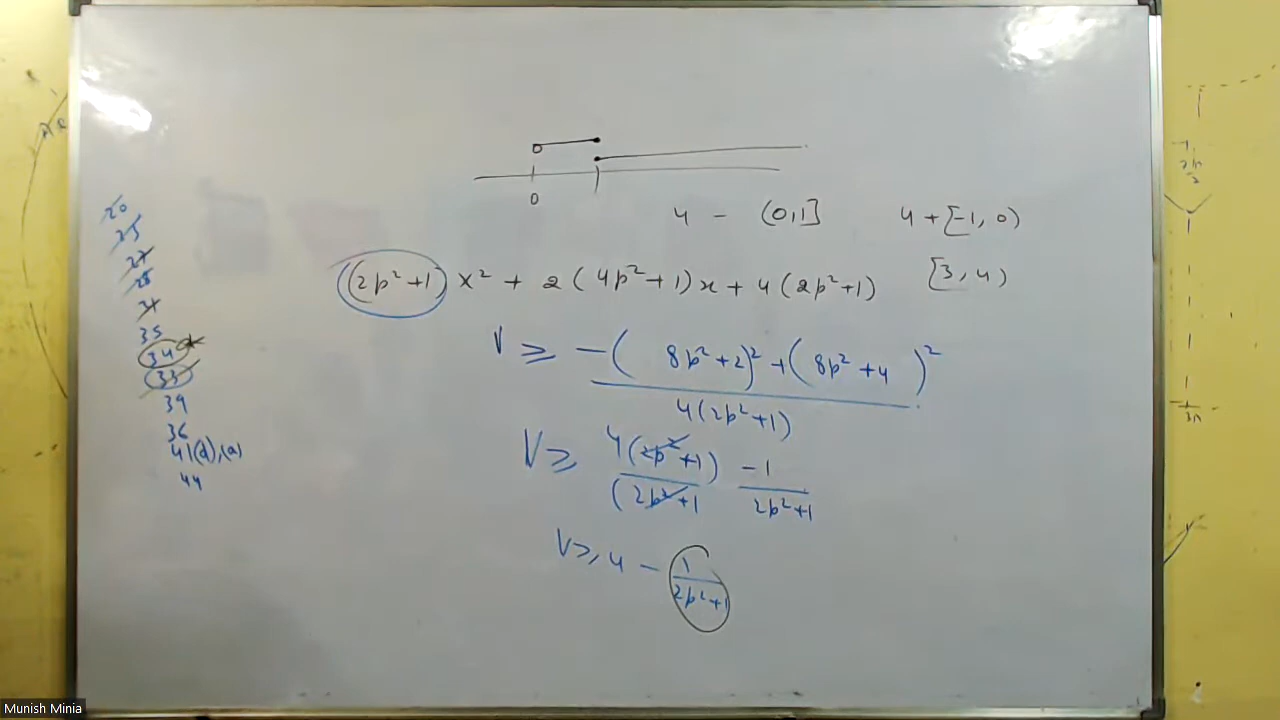 0
4 - (0,1]
4 + [-1, 0)
(2p²+1) x² + 2(4p²+1)x + 4(2p²+1)
[3, 4)
V ≥ -(8p²+2)² + (8p²+4)²
4(2p²+1)
V ≥ 4(2p²+1) -1
(2p²+1 2p²+1
V ≥ 4 - 1
2p²+1
20
25
27
28
31
35
34
33
39
36
41(d),(a)
44
Munish Minia